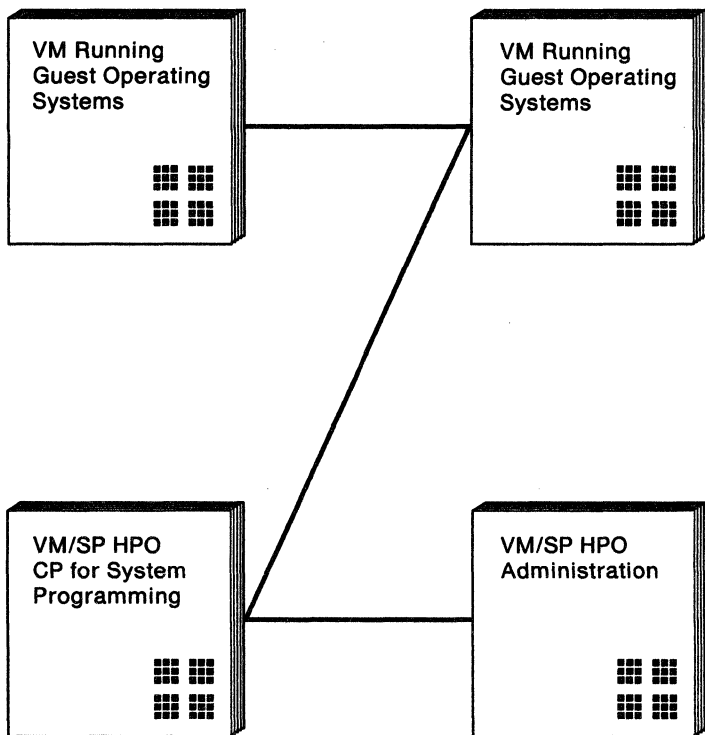 VM Running
Guest Operating
Systems
VM Running
Guest Operating
Systems
VM/SP HPO
CP for System
Programming
VM/SP HPO
Administration